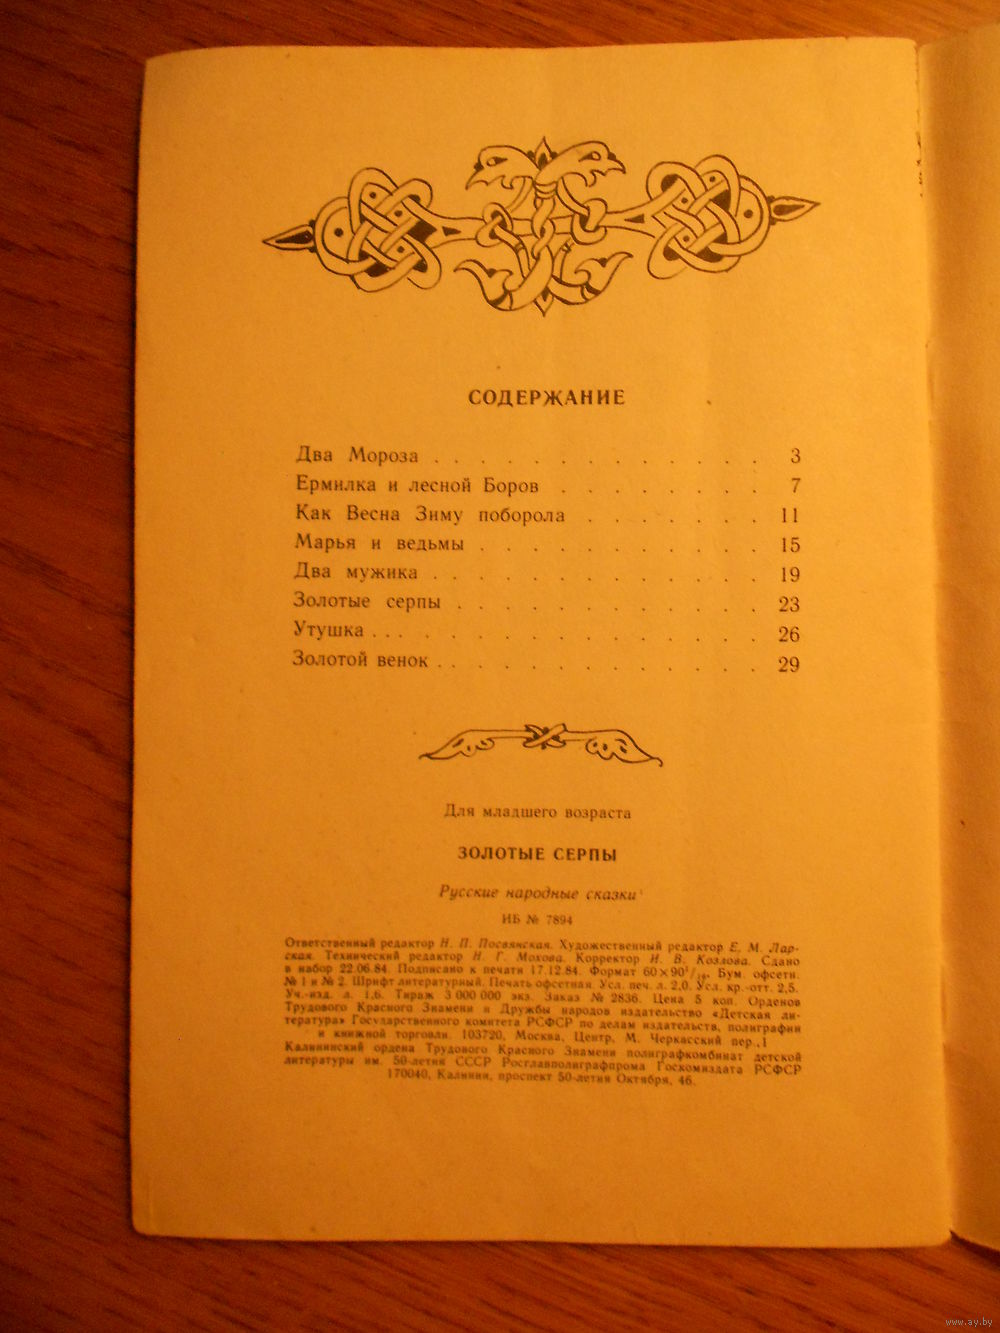 СОДЕРЖАНИЕ
Два Мороза . . . . . . . . . . . . . 3
Ермилка и лесной Боров . . . . . . . . 7
Как Весна Зиму поборола . . . . . . . 11
Марья и ведьмы . . . . . . . . . . . 15
Два мужика . . . . . . . . . . . . . 19
Золотые серпы . . . . . . . . . . . . 23
Утушка . . . . . . . . . . . . . . . . 26
Золотой венок . . . . . . . . . . . . . 29
Для младшего возраста
ЗОЛОТЫЕ СЕРПЫ
Русские народные сказки
ИБ № 7894
Ответственный редактор Н. П. Посвянская. Художественный редактор Е. М. Лар-
ская. Технический редактор Н. Г. Мохова. Корректор Н. В. Козлова. Сдано
в набор 22.06.84. Подписано к печати 17.12.84. Формат 60×90¹/₁₆. Бум. офсетн.
№ 1 и № 2. Шрифт литературный. Печать офсетная. Усл. печ. л. 2,0. Усл. кр.-отт. 2,5.
Уч.-изд. л. 1,6. Тираж 3 000 000 экз. Заказ № 2836. Цена 5 коп. Орденов
Трудового Красного Знамени и Дружбы народов издательство «Детская ли-
тература» Государственного комитета РСФСР по делам издательств, полиграфии
и книжной торговли. 103720, Москва, Центр, М. Черкасский пер., 1
Калининский ордена Трудового Красного Знамени полиграфкомбинат детской
литературы им. 50-летия СССР Росглавполиграфпрома Госкомиздата РСФСР
170040, Калинин, проспект 50-летия Октября, 46.
www.ay.by